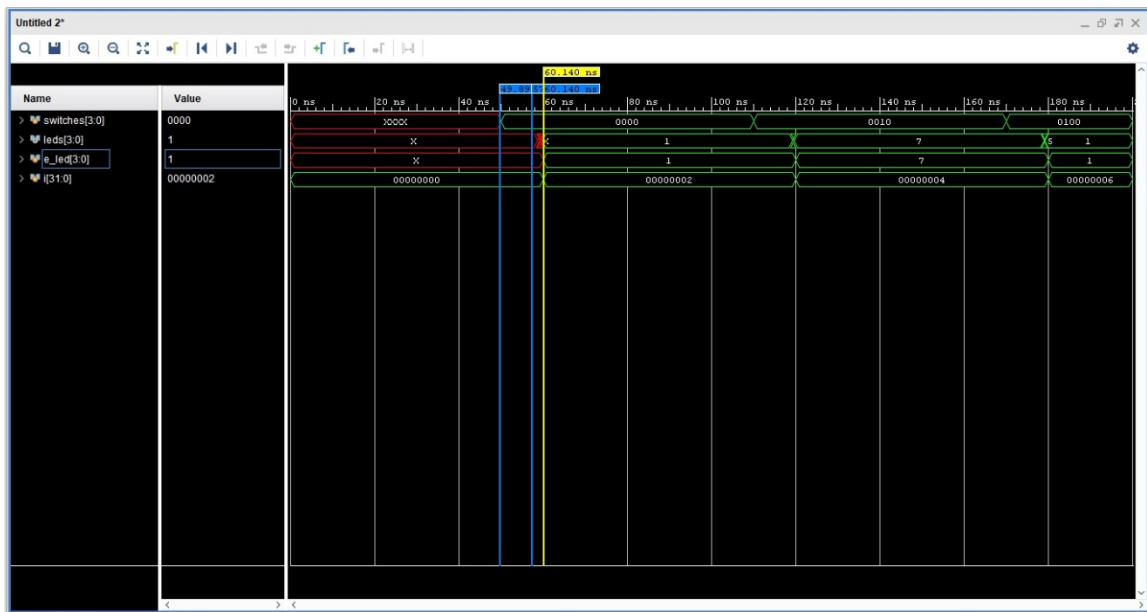 Untitled 2*
60.140 ns
60.140 ns
Name Value
0 ns 20 ns 40 ns 60 ns 80 ns 100 ns 120 ns 140 ns 160 ns 180 ns
switches[3:0] 0000 XXXX 0000 0010 0100
leds[3:0] 1 X 1 7 1
e_led[3:0] 1 X 1 7 1
i[31:0] 00000002 00000000 00000002 00000004 00000006